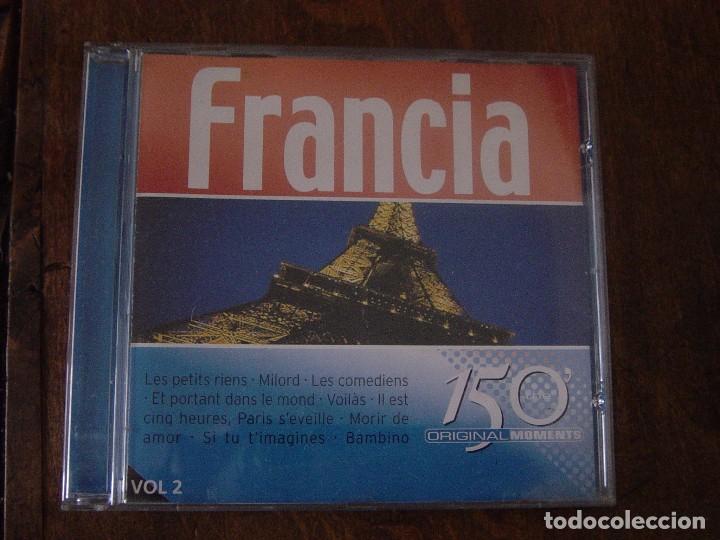 Francia
Les petits riens · Milord · Les comediens
· Et portant dans le mond · Voilàs · Il est
cinq heures, Paris s'eveille · Morir de
amor · Si tu t'imagines · Bambino
150'
ORIGINAL MOMENTS
VOL 2
todocoleccion.net